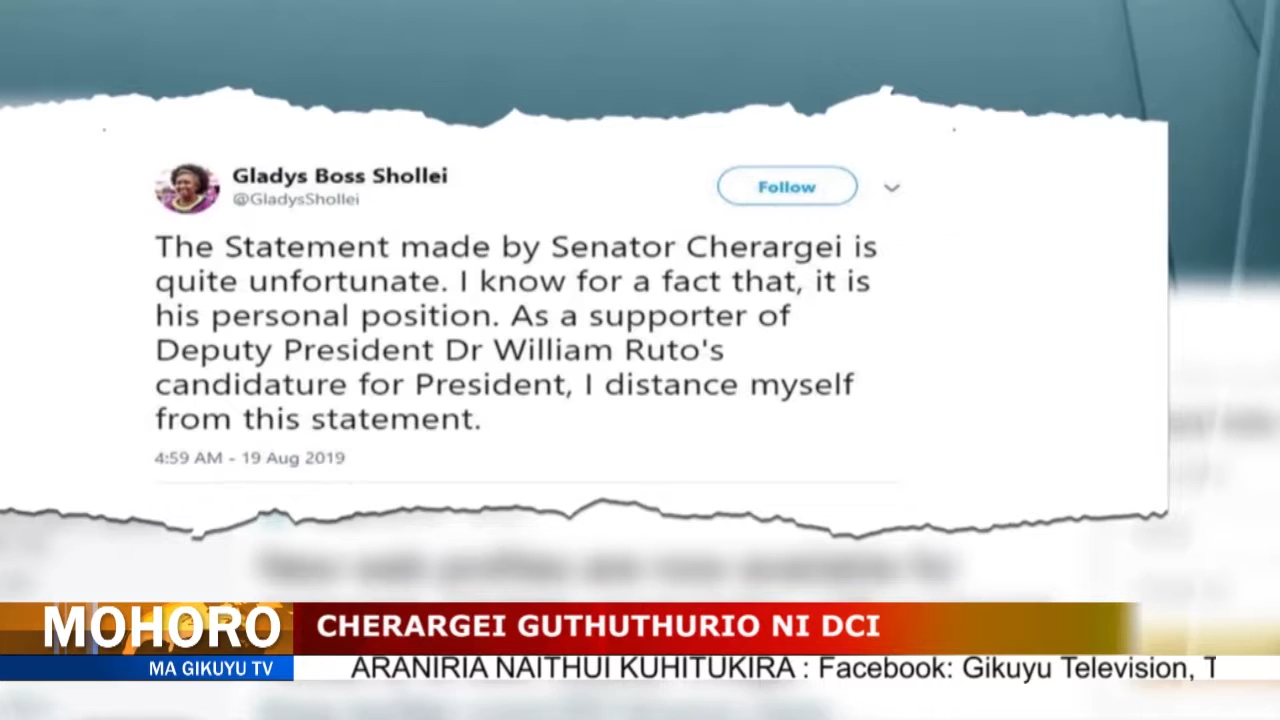 Gladys Boss Shollei
@GladysShollei
Follow
The Statement made by Senator Cherargei is
quite unfortunate. I know for a fact that, it is
his personal position. As a supporter of
Deputy President Dr William Ruto's
candidature for President, I distance myself
from this statement.
4:59 AM - 19 Aug 2019
MOHORO
CHERARGEI GUTHUTHURIO NI DCI
MA GIKUYU TV
ARANIRIA NAITHUI KUHITUKIRA : Facebook: Gikuyu Television, T